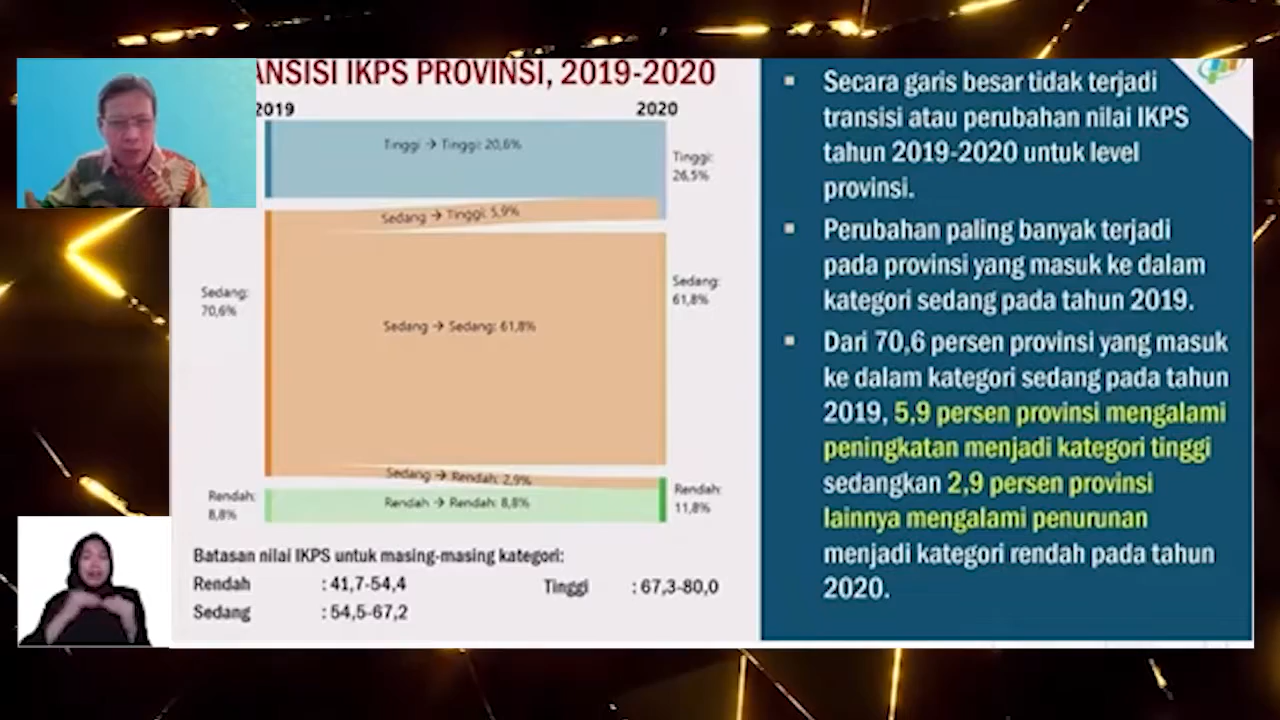 ANSISI IKPS PROVINSI, 2019-2020
2019
2020
Tinggi → Tinggi: 20,6%
Tinggi:
26,5%
Sedang → Tinggi: 5,9%
Sedang:
70,6%
Sedang:
61,8%
Sedang → Sedang: 61,8%
Sedang → Rendah: 2,9%
Rendah:
8,8%
Rendah → Rendah: 8,8%
Rendah:
11,8%
Batasan nilai IKPS untuk masing-masing kategori:
Rendah : 41,7-54,4 Tinggi : 67,3-80,0
Sedang : 54,5-67,2
▪ Secara garis besar tidak terjadi
transisi atau perubahan nilai IKPS
tahun 2019-2020 untuk level
provinsi.
▪ Perubahan paling banyak terjadi
pada provinsi yang masuk ke dalam
kategori sedang pada tahun 2019.
▪ Dari 70,6 persen provinsi yang masuk
ke dalam kategori sedang pada tahun
2019, 5,9 persen provinsi mengalami
peningkatan menjadi kategori tinggi
sedangkan 2,9 persen provinsi
lainnya mengalami penurunan
menjadi kategori rendah pada tahun
2020.